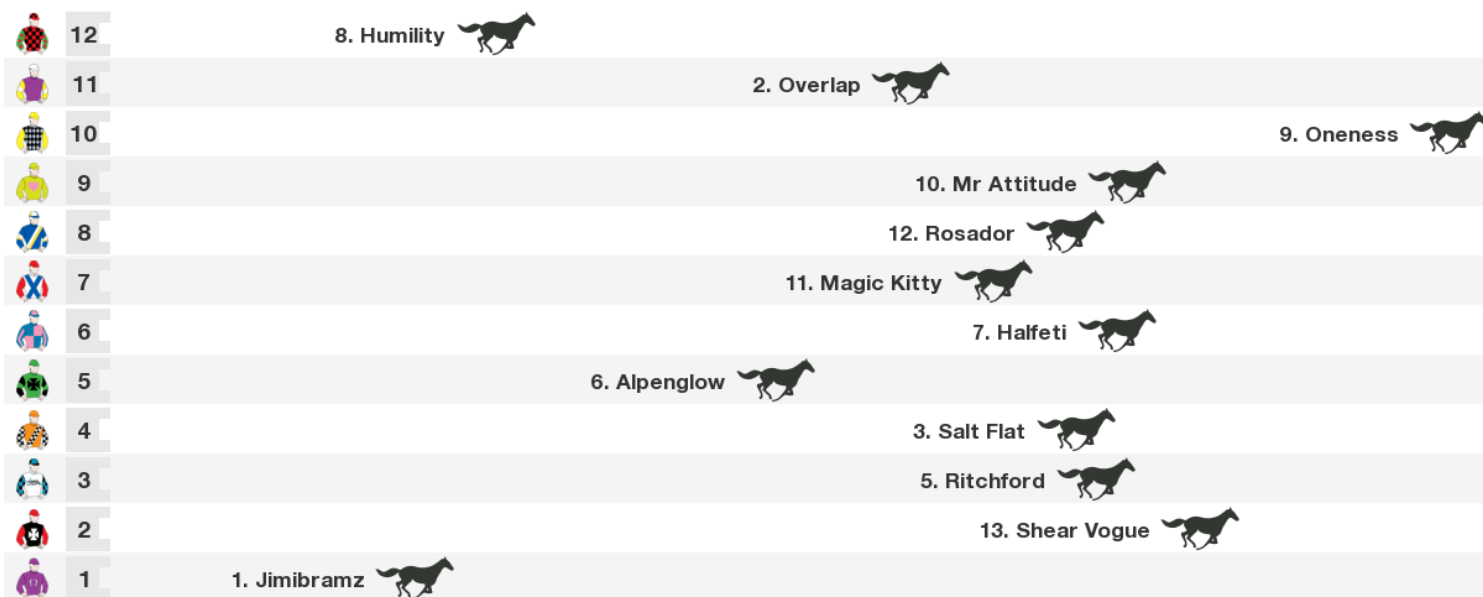 12 8. Humility
11 2. Overlap
10 9. Oneness
9 10. Mr Attitude
8 12. Rosador
7 11. Magic Kitty
6 7. Halfeti
5 6. Alpenglow
4 3. Salt Flat
3 5. Ritchford
2 13. Shear Vogue
1 1. Jimibramz